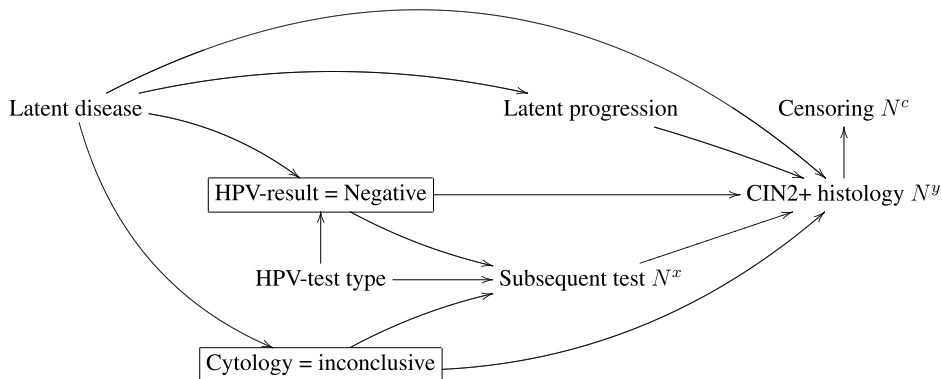 Latent disease
Latent progression
Censoring N^c
HPV-result = Negative
CIN2+ histology N^y
HPV-test type
Subsequent test N^x
Cytology = inconclusive